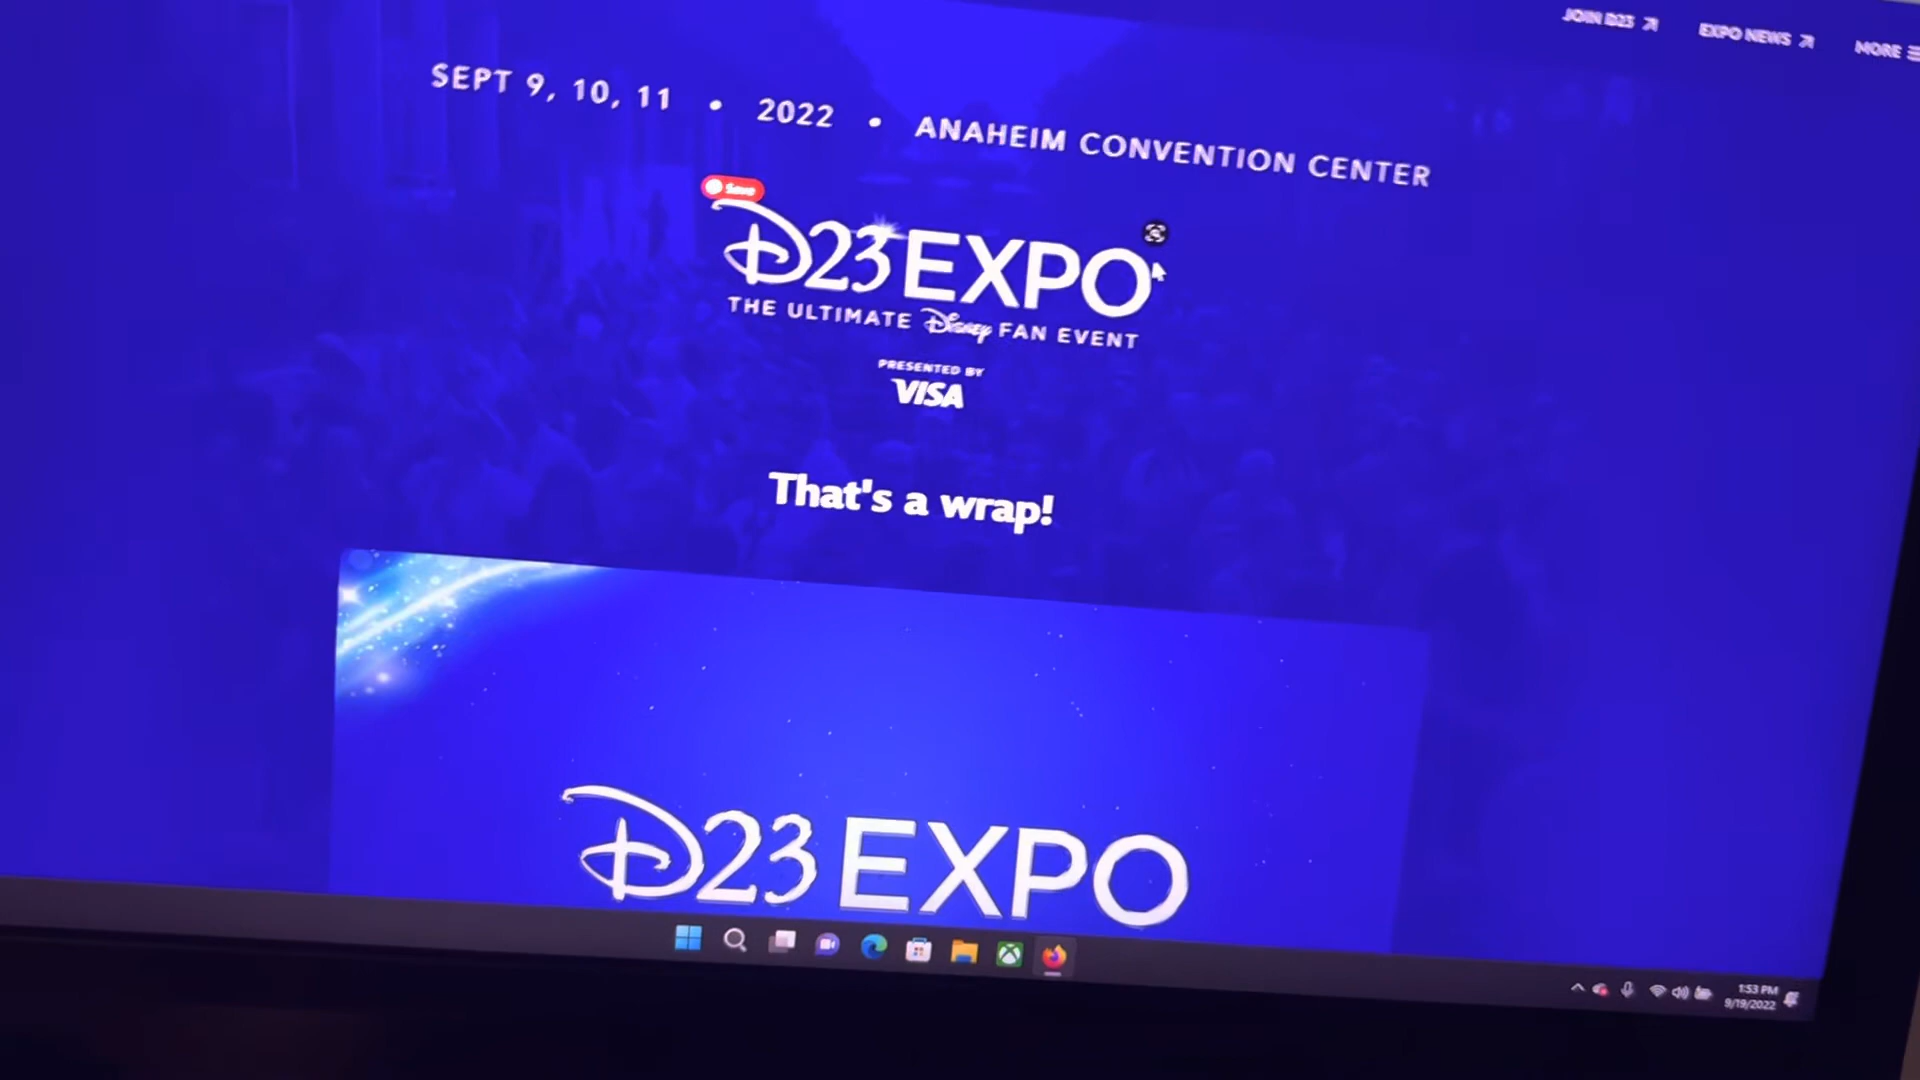 JOIN D23
EXPO NEWS
MORE
SEPT 9, 10, 11 • 2022 • ANAHEIM CONVENTION CENTER
Save
D23 EXPO
THE ULTIMATE Disney FAN EVENT
PRESENTED BY
VISA
That's a wrap!
D23 EXPO
1:53 PM
9/19/2022